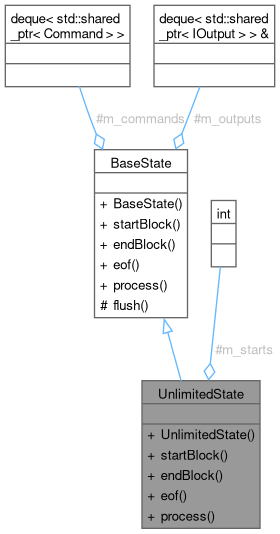 deque< std::shared
_ptr< Command > >
deque< std::shared
_ptr< IOutput > > &
#m_commands
#m_outputs
BaseState
+ BaseState()
+ startBlock()
+ endBlock()
+ eof()
+ process()
# flush()
int
#m_starts
UnlimitedState
+ UnlimitedState()
+ startBlock()
+ endBlock()
+ eof()
+ process()